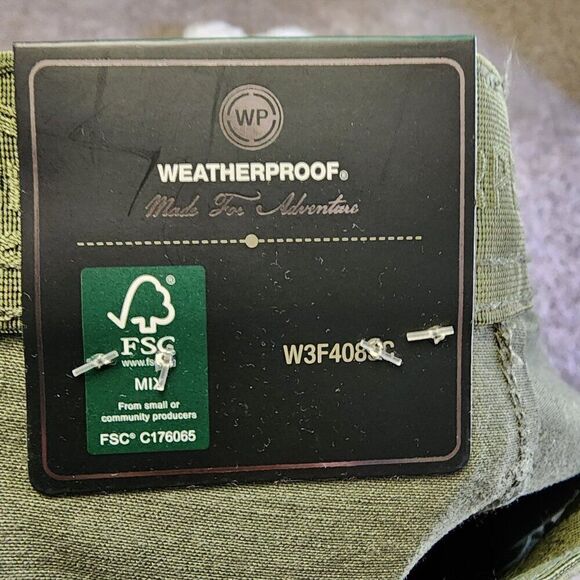 WP
WEATHERPROOF®
Made For Adventure
®
FSC
MIX
From small or
community producers
FSC® C176065